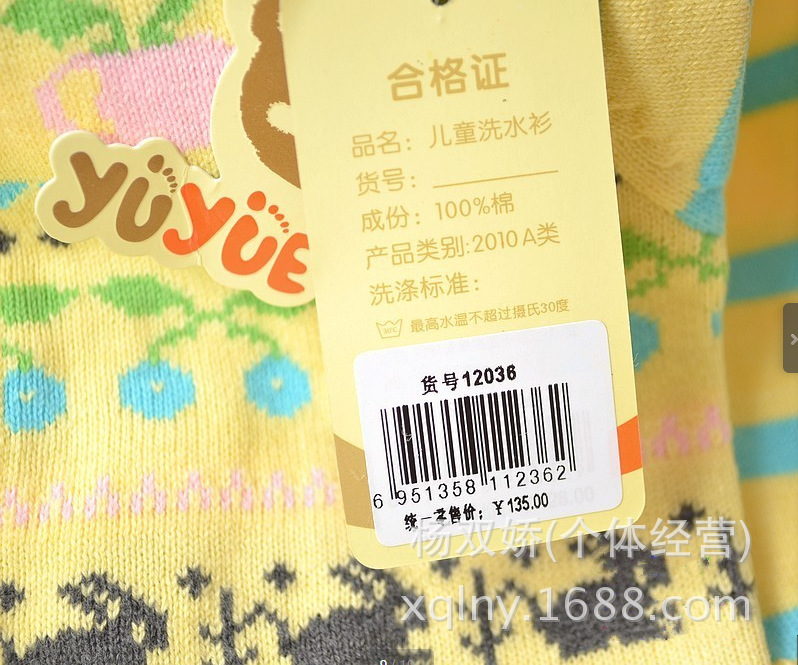 合格证
yüyüe
品名：儿童洗水衫
货号：
成份：100%棉
产品类别:2010 A类
洗涤标准：
30℃ 最高水温不超过摄氏30度
货号12036
6 951358 112362
统一零售价：￥135.00
杨双娇(个体经营)
xqlny.1688.com